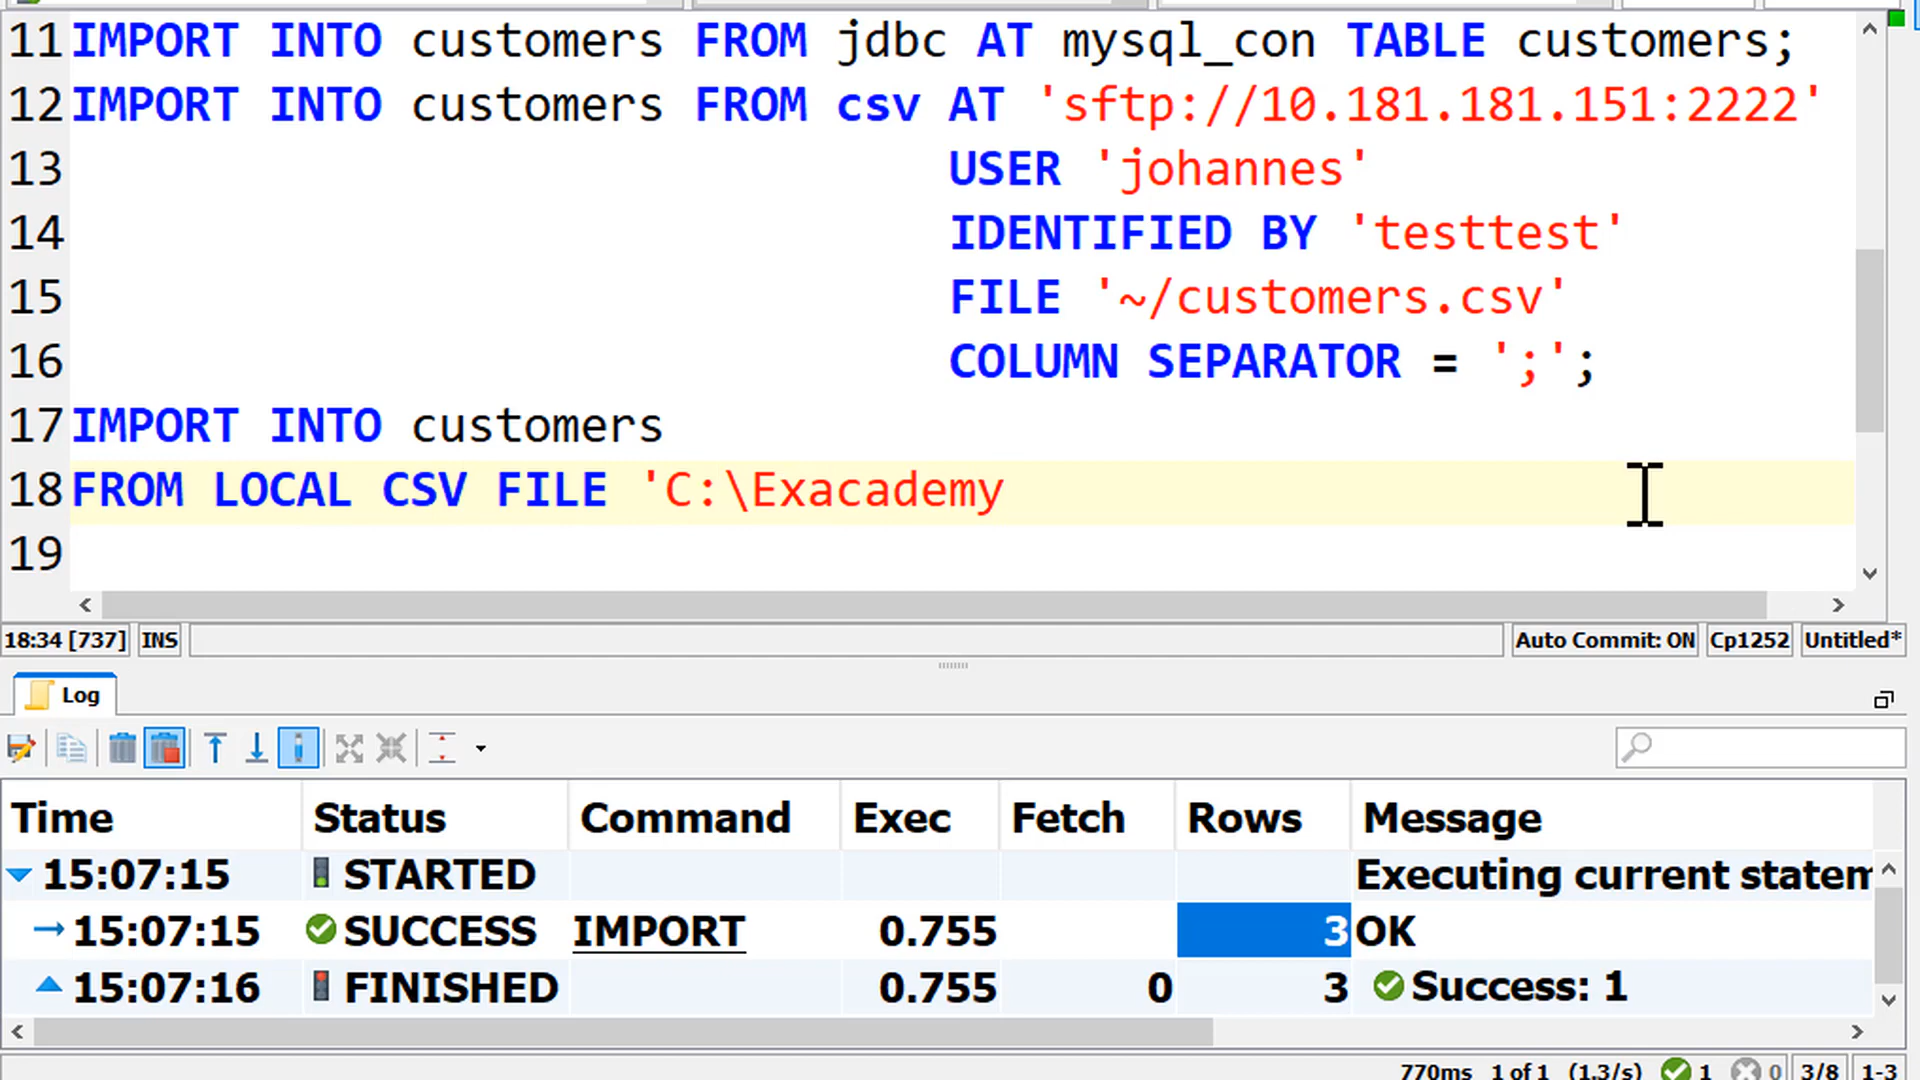 11 IMPORT INTO customers FROM jdbc AT mysql_con TABLE customers;
12 IMPORT INTO customers FROM csv AT 'sftp://10.181.181.151:2222'
13 USER 'johannes'
14 IDENTIFIED BY 'testtest'
15 FILE '~/customers.csv'
16 COLUMN SEPARATOR = ';';
17 IMPORT INTO customers
18 FROM LOCAL CSV FILE 'C:\Exacademy
19
18:34 [737] INS Auto Commit: ON Cp1252 Untitled*
Log
Time Status Command Exec Fetch Rows Message
15:07:15 STARTED Executing current statem
15:07:15 SUCCESS IMPORT 0.755 3 OK
15:07:16 FINISHED 0.755 0 3 Success: 1
770ms 1 of 1 (1.3/s) 1 0 3/8 1-3